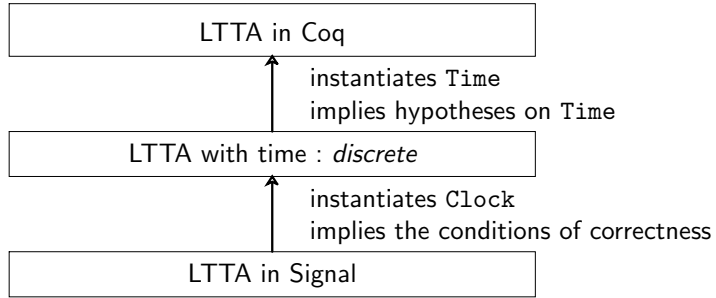 LTTA in Coq
instantiates Time
implies hypotheses on Time
LTTA with time : discrete
instantiates Clock
implies the conditions of correctness
LTTA in Signal